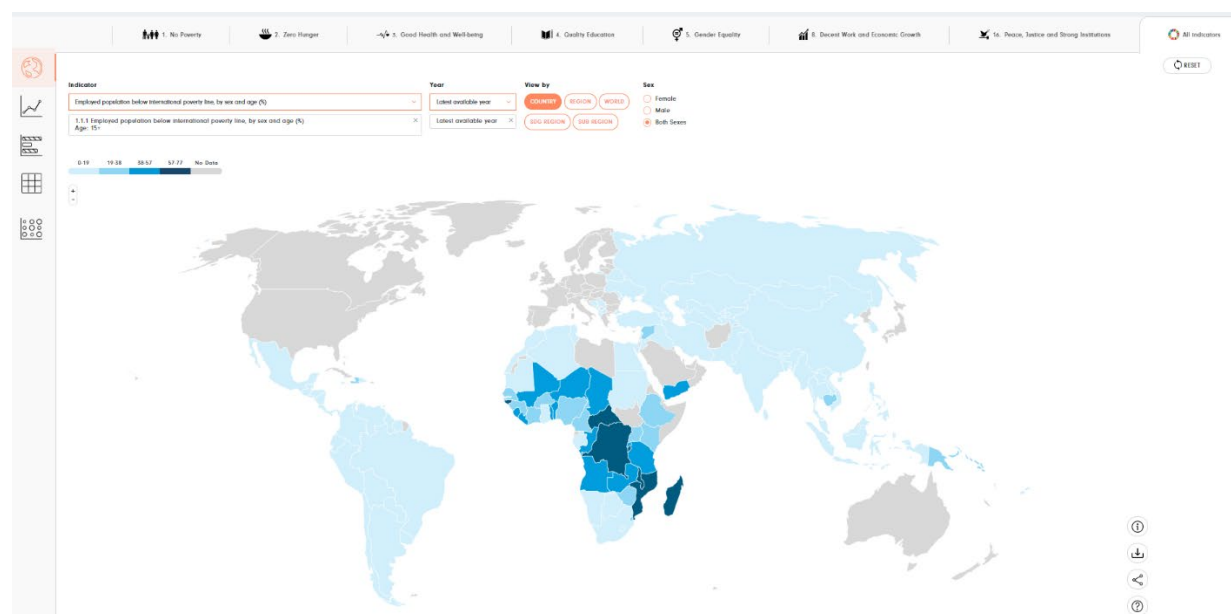 1. No Poverty
2. Zero Hunger
3. Good Health and Well-being
4. Quality Education
5. Gender Equality
8. Decent Work and Economic Growth
16. Peace, Justice and Strong Institutions
All Indicators
RESET
Indicator
Year
View by
Sex
Employed population below international poverty line, by sex and age (%)
Latest available year
COUNTRY
REGION
WORLD
Female
Male
1.1.1 Employed population below international poverty line, by sex and age (%)
Age: 15+
Latest available year
SDG REGION
SUB REGION
Both Sexes
0-19 19-38 38-57 57-77 No Data